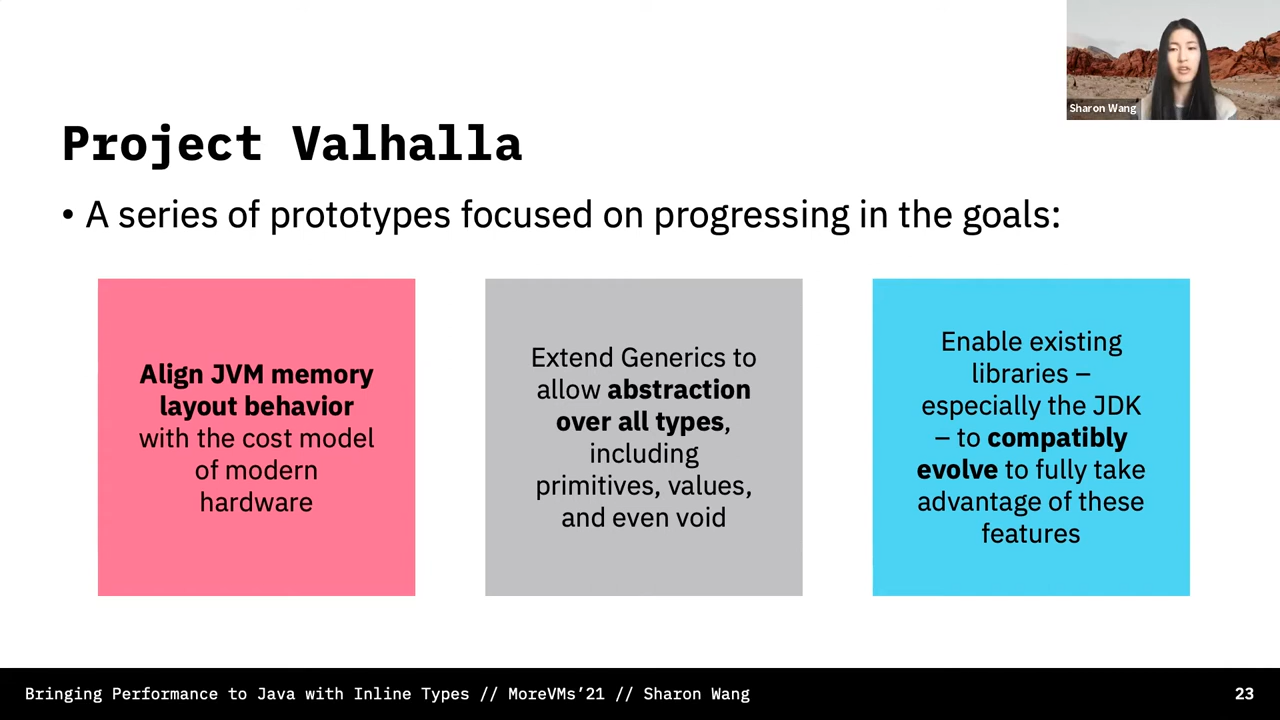 Sharon Wang
Project Valhalla
• A series of prototypes focused on progressing in the goals:
Align JVM memory
layout behavior
with the cost model
of modern
hardware
Extend Generics to
allow abstraction
over all types,
including
primitives, values,
and even void
Enable existing
libraries –
especially the JDK
– to compatibly
evolve to fully take
advantage of these
features
Bringing Performance to Java with Inline Types // MoreVMs’21 // Sharon Wang
23